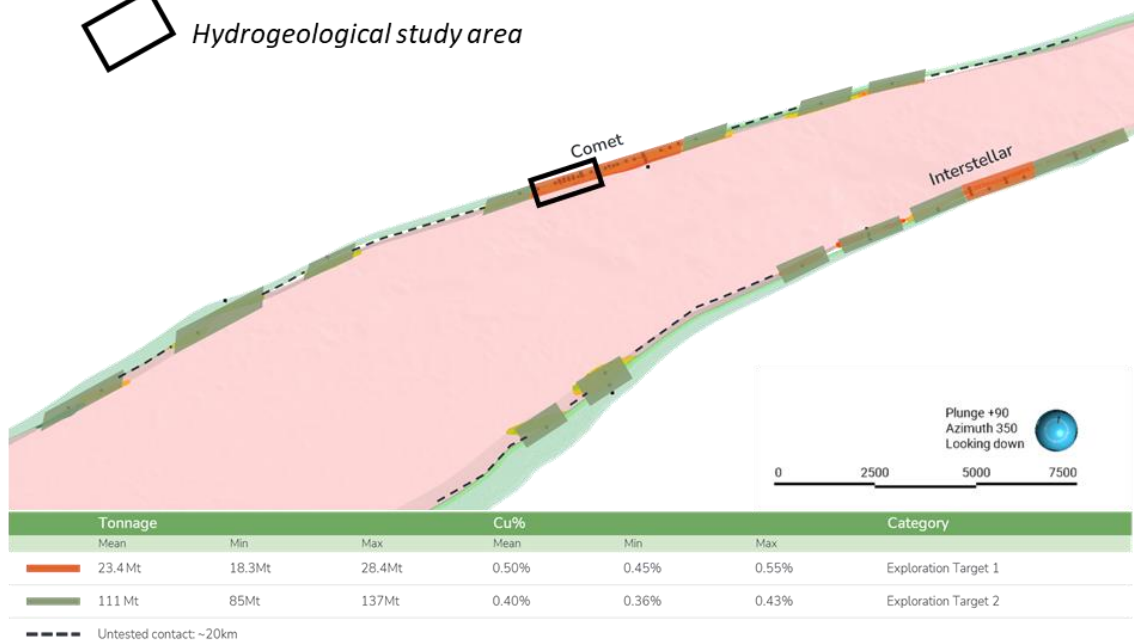 Hydrogeological study area
Comet
Interstellar
Plunge +90
Azimuth 350
Looking down
0 2500 5000 7500
Tonnage Cu% Category
Mean Min Max Mean Min Max
23.4 Mt 18.3Mt 28.4Mt 0.50% 0.45% 0.55% Exploration Target 1
111 Mt 85Mt 137Mt 0.40% 0.36% 0.43% Exploration Target 2
Untested contact: ~20km